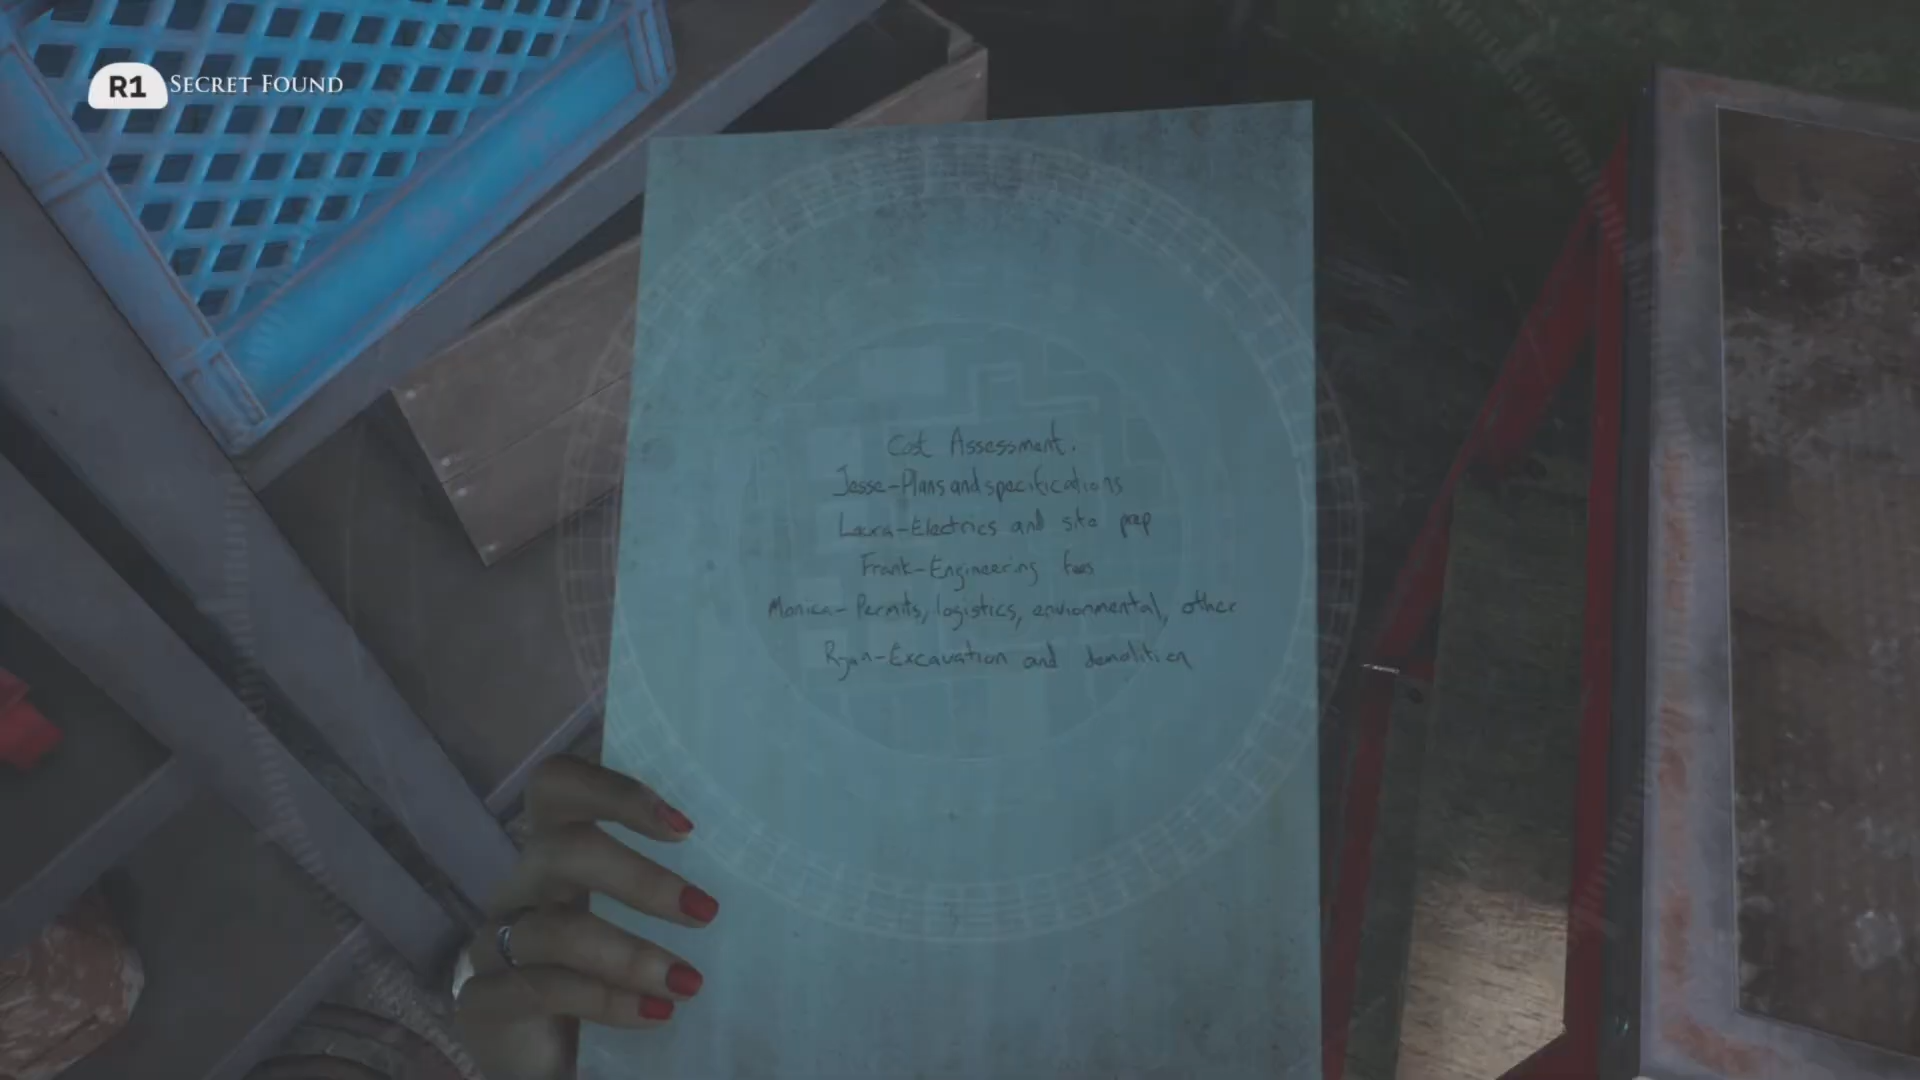 R1 SECRET FOUND
Cost Assessment.
Jesse-Plans and specifications
Laura-Electrics and site prep
Frank-Engineering fees
Monica-Permits, logistics, envionmental, other
Ryan-Excavation and demolition